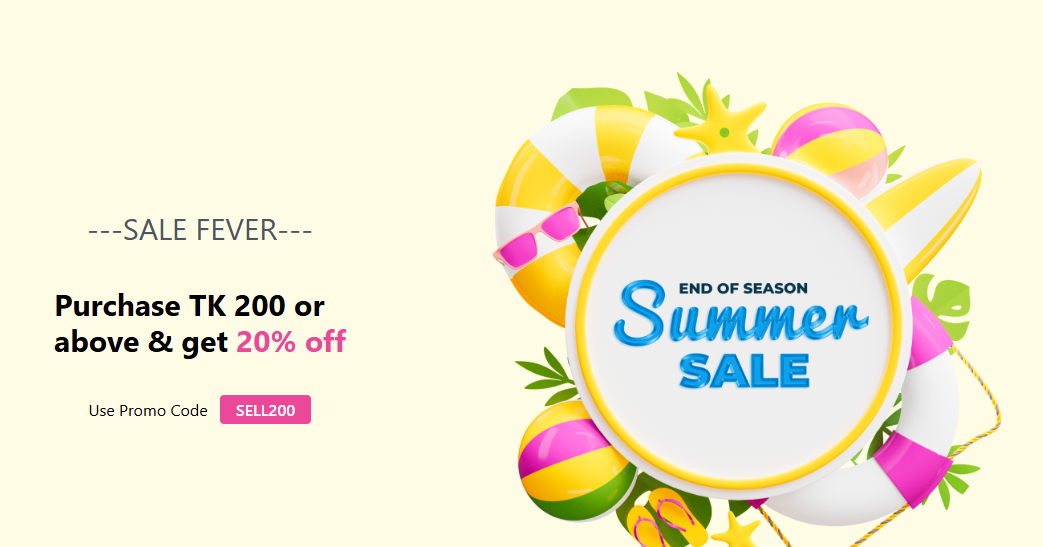 ---SALE FEVER---
Purchase TK 200 or
above & get 20% off
Use Promo Code SELL200
END OF SEASON
Summer
SALE